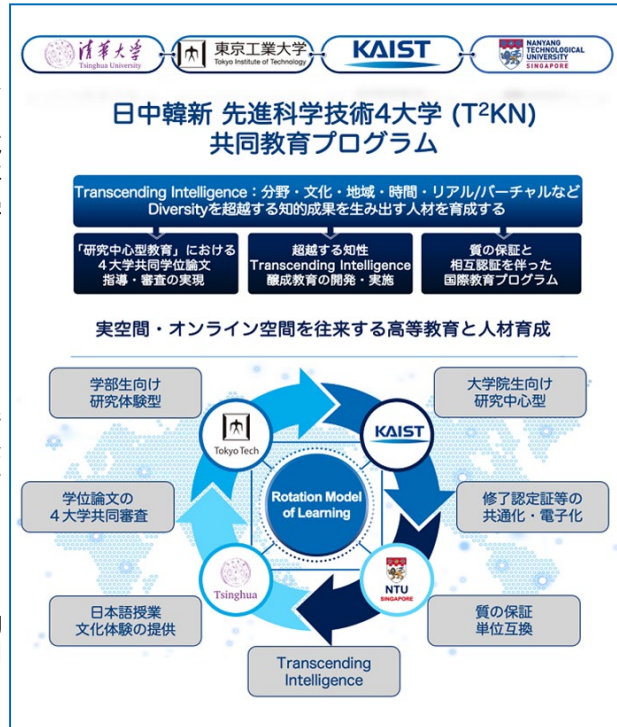 清華大学
Tsinghua University
東京工業大学
Tokyo Institute of Technology
KAIST
NANYANG
TECHNOLOGICAL
UNIVERSITY
SINGAPORE
日中韓新 先進科学技術4大学 (T²KN)
共同教育プログラム
Transcending Intelligence：分野・文化・地域・時間・リアル/バーチャルなど
Diversityを超越する知的成果を生み出す人材を育成する
「研究中心型教育」における
4大学共同学位論文
指導・審査の実現
超越する知性
Transcending Intelligence
醸成教育の開発・実施
質の保証と
相互認証を伴った
国際教育プログラム
実空間・オンライン空間を往来する高等教育と人材育成
学部生向け
研究体験型
大学院生向け
研究中心型
Tokyo Tech
KAIST
学位論文の
４大学共同審査
Rotation Model
of Learning
修了認定証等の
共通化・電子化
Tsinghua
NTU
SINGAPORE
日本語授業
文化体験の提供
質の保証
単位互換
Transcending
Intelligence